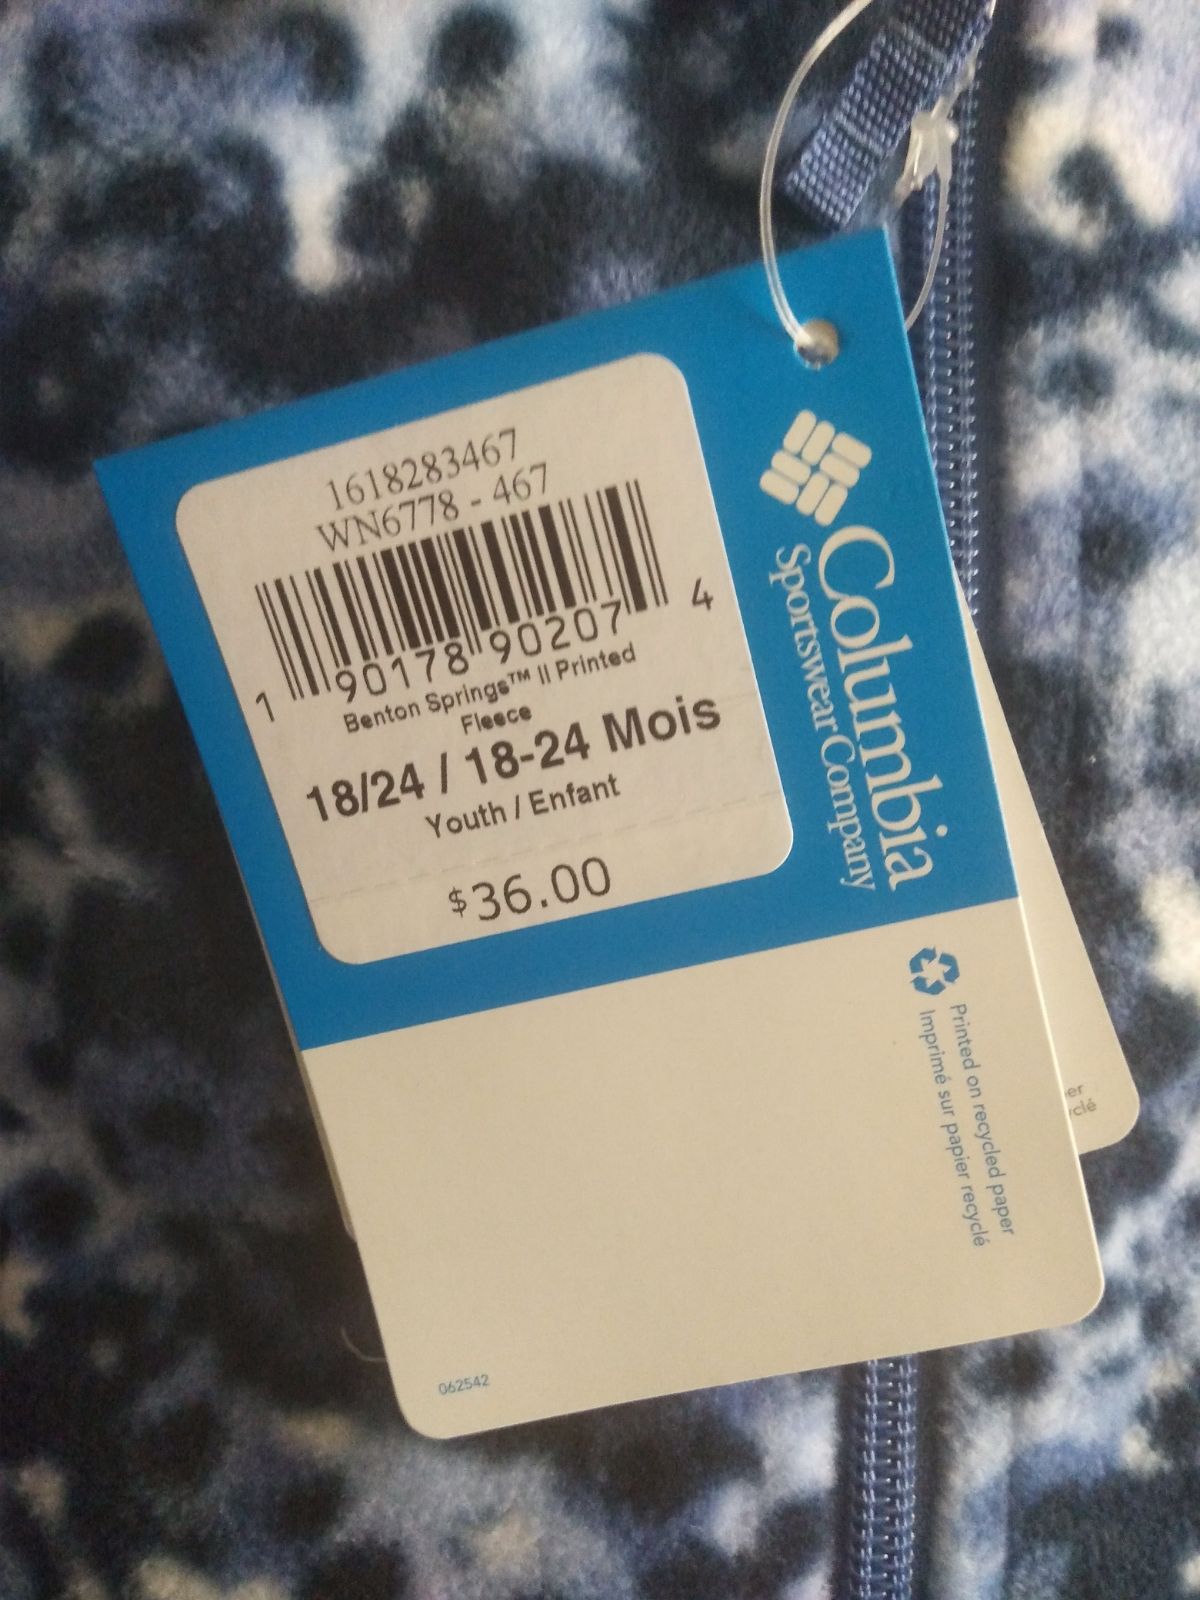 1618283467
WN6778 - 467
1 90178 90207 4
Benton Springs™ II Printed
Fleece
18/24 / 18-24 Mois
Youth / Enfant
$36.00
Columbia
Sportswear Company
Printed on recycled paper
Imprimé sur papier recyclé
062542